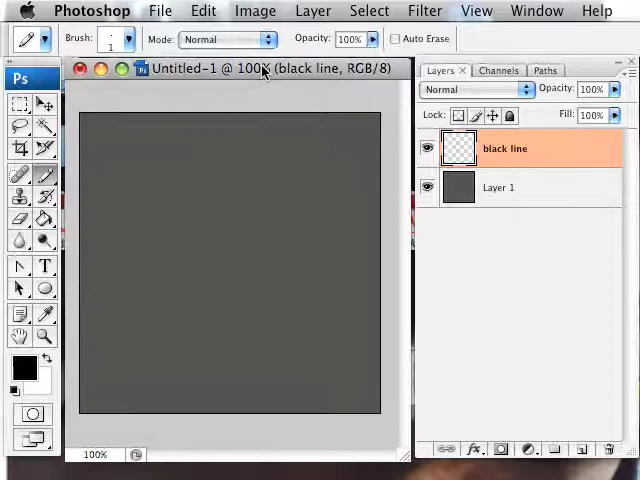 Photoshop File Edit Image Layer Select Filter View Window Help
Brush: 1 Mode: Normal Opacity: 100% Auto Erase
Ps
Untitled-1 @ 100% (black line, RGB/8)
Layers x Channels Paths
Normal Opacity: 100%
Lock: Fill: 100%
black line
Layer 1
T
100%
fx